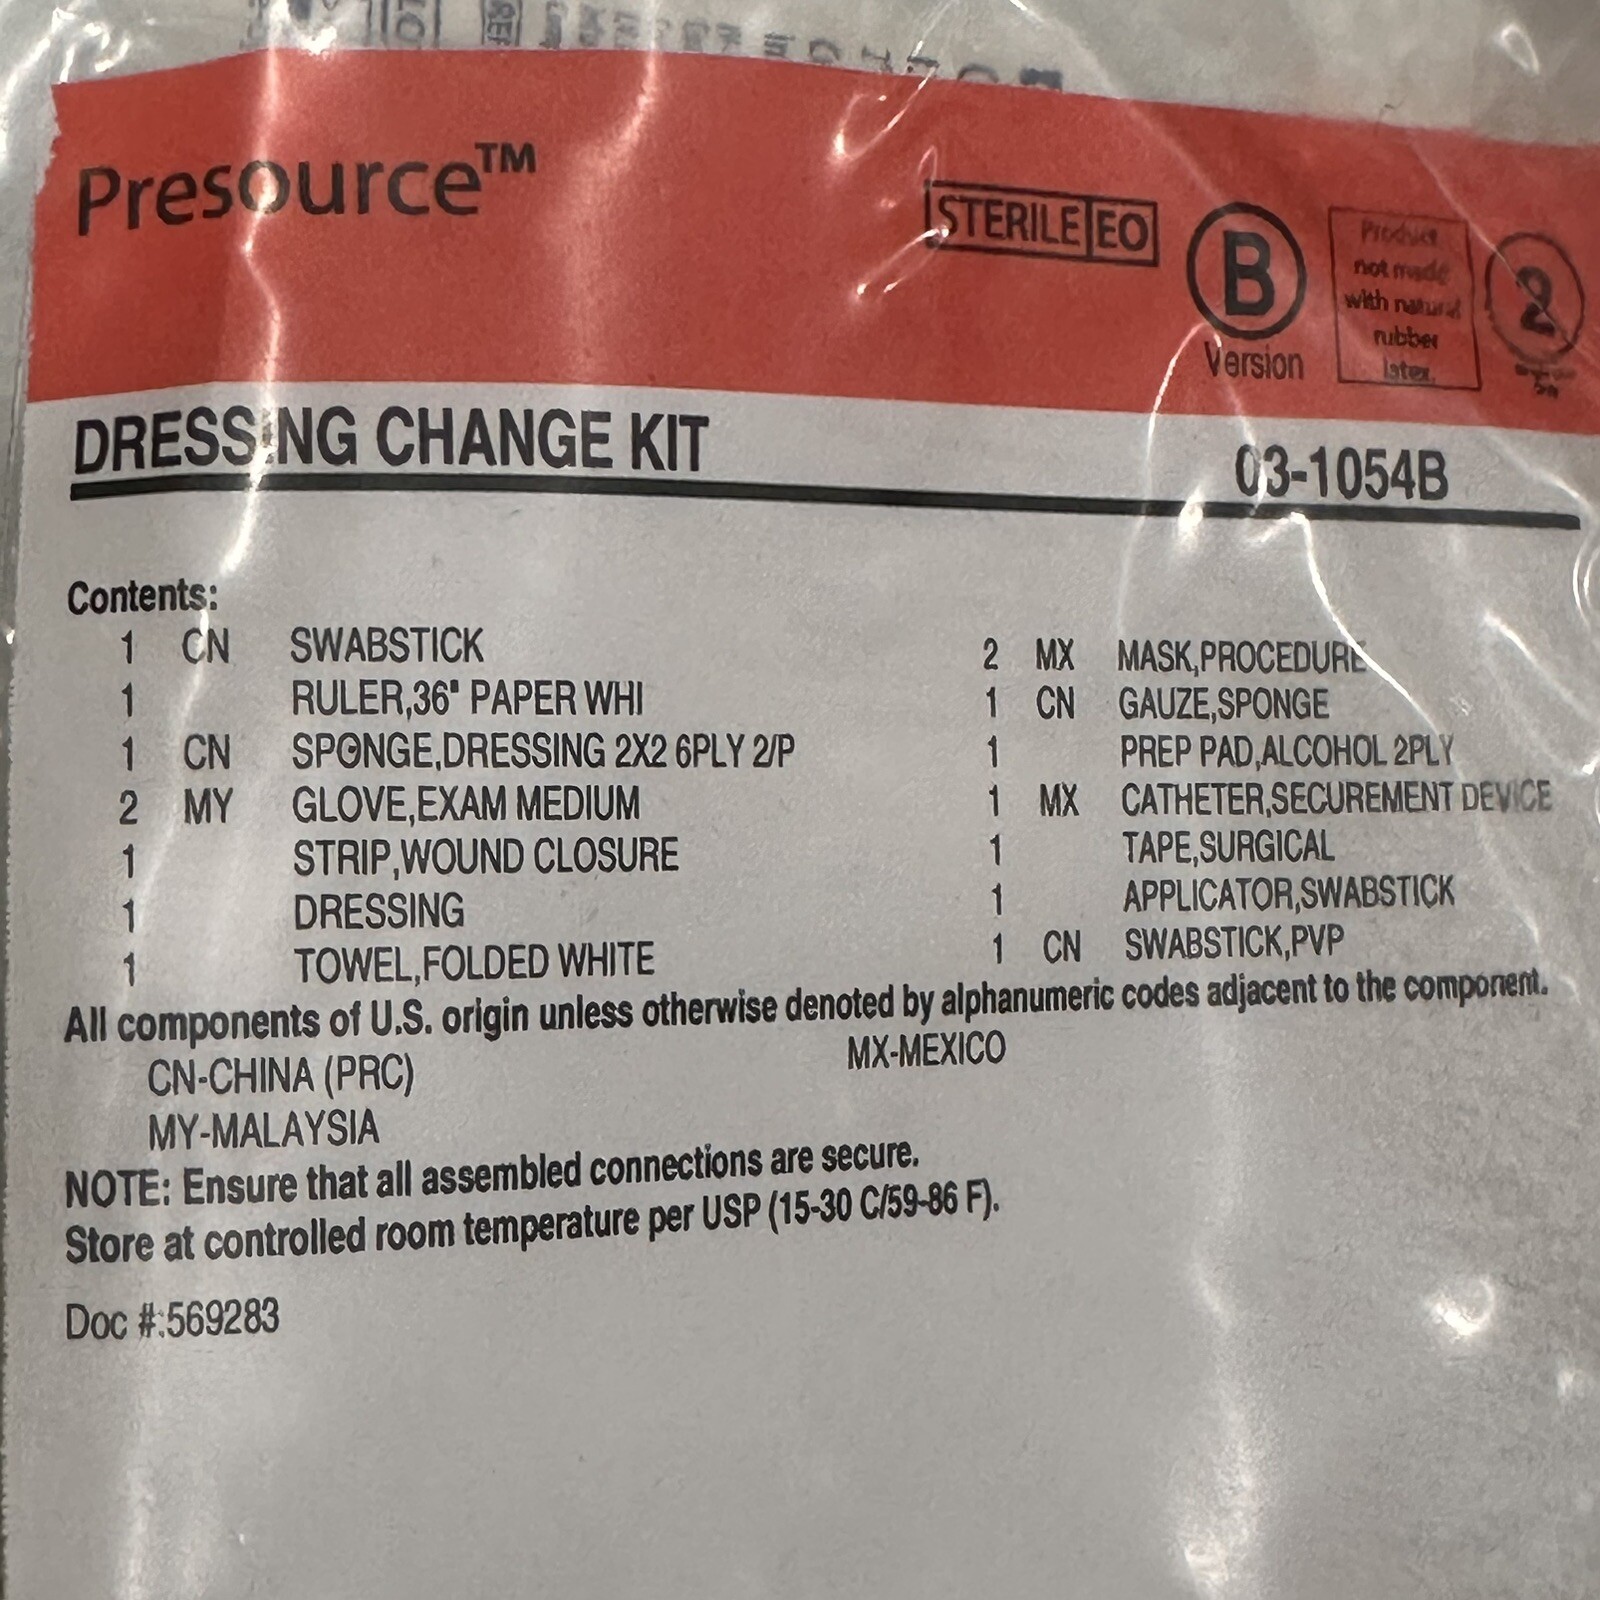 Presource™
STERILE EO
B
Version
Product
not made
with natural
rubber
latex.
2
DRESSING CHANGE KIT
03-1054B
Contents:
1 CN SWABSTICK
1 RULER,36" PAPER WHI
1 CN SPONGE,DRESSING 2X2 6PLY 2/P
2 MY GLOVE,EXAM MEDIUM
1 STRIP,WOUND CLOSURE
1 DRESSING
1 TOWEL,FOLDED WHITE
2 MX MASK,PROCEDURE
1 CN GAUZE,SPONGE
1 PREP PAD,ALCOHOL 2PLY
1 MX CATHETER,SECUREMENT DEVICE
1 TAPE,SURGICAL
1 APPLICATOR,SWABSTICK
1 CN SWABSTICK,PVP
All components of U.S. origin unless otherwise denoted by alphanumeric codes adjacent to the component.
CN-CHINA (PRC)
MX-MEXICO
MY-MALAYSIA
NOTE: Ensure that all assembled connections are secure.
Store at controlled room temperature per USP (15-30 C/59-86 F).
Doc #:569283